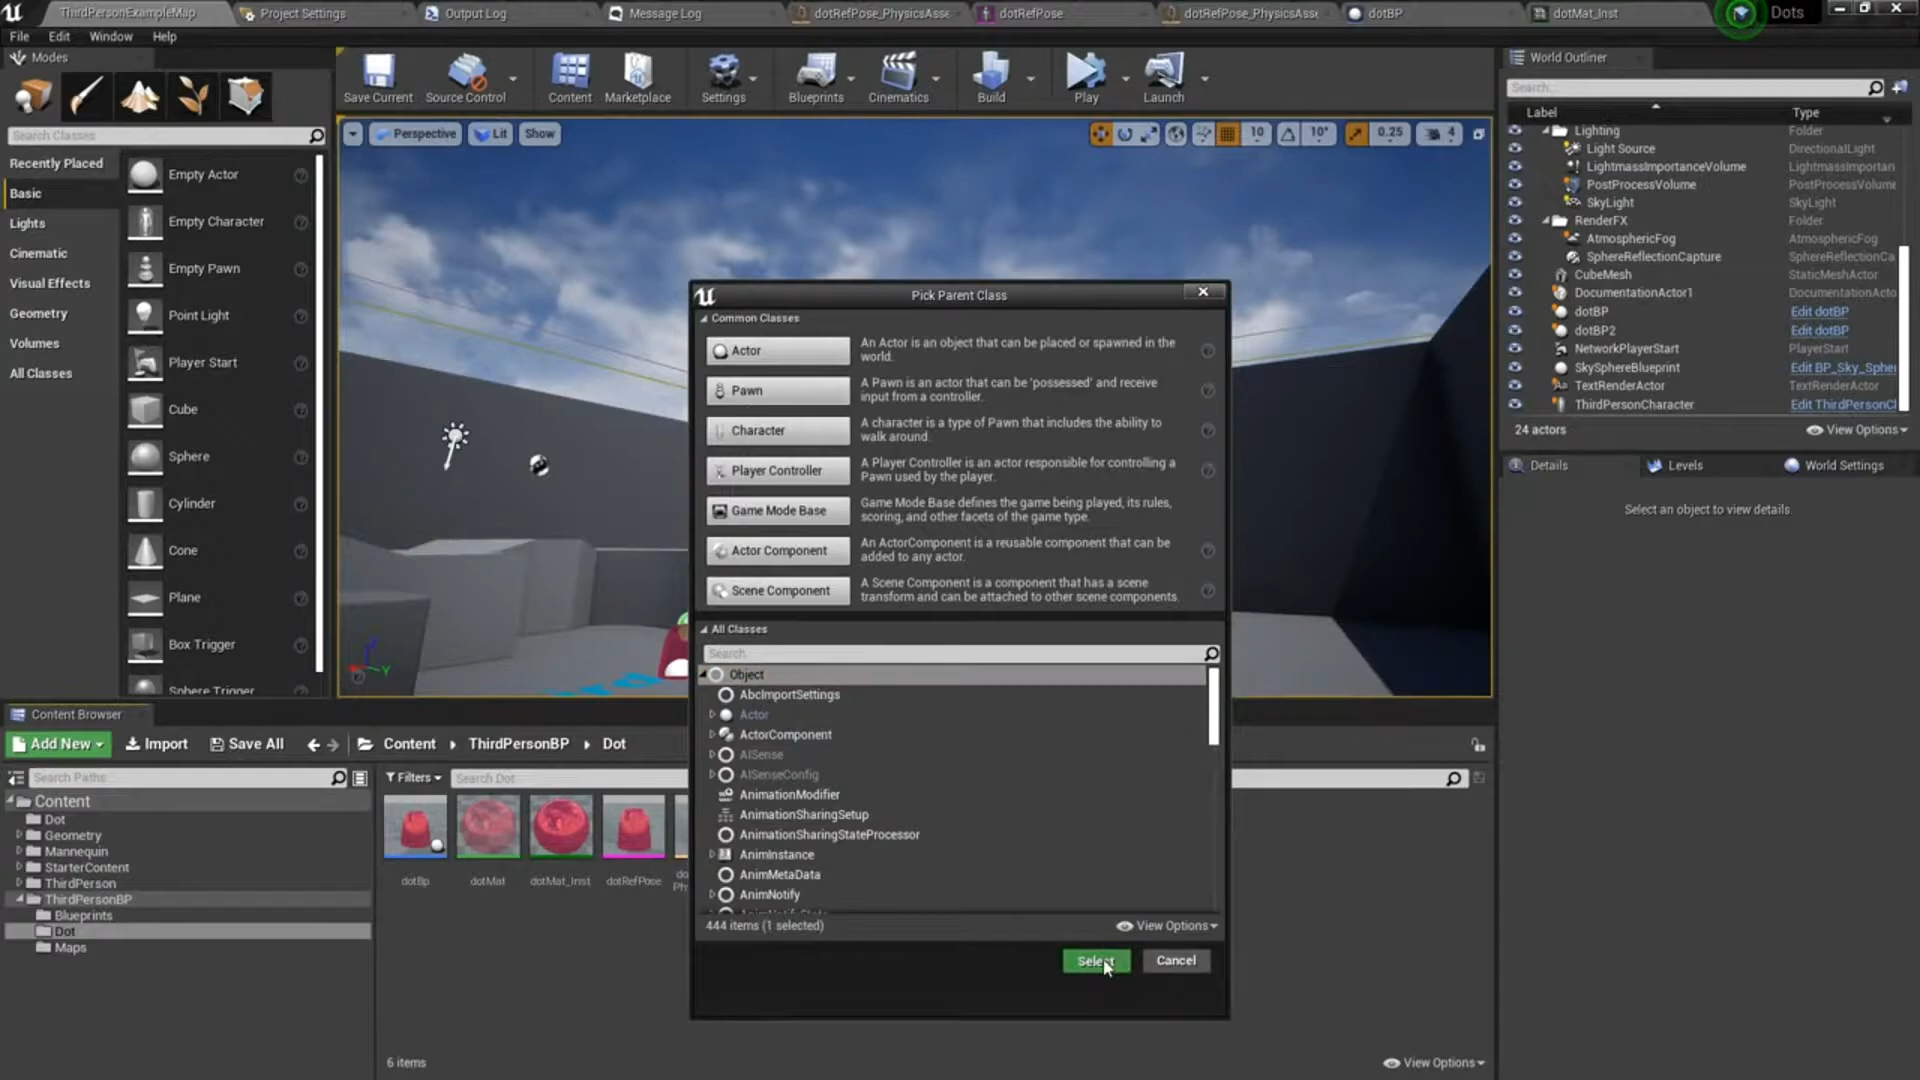 ThirdPersonExampleMap
Project Settings
Output Log
Message Log
dotRefPose_PhysicsAsse
dotRefPose
dotRefPose_PhysicsAsse
dotBP
dotMat_Inst
Dots
File Edit Window Help
Modes
Search Classes
Recently Placed
Basic
Lights
Cinematic
Visual Effects
Geometry
Volumes
All Classes
Empty Actor
Empty Character
Empty Pawn
Point Light
Player Start
Cube
Sphere
Cylinder
Cone
Plane
Box Trigger
Sphere Trigger
Save Current
Source Control
Content
Marketplace
Settings
Blueprints
Cinematics
Build
Play
Launch
Perspective
Lit
Show
10
10°
0.25
4
Pick Parent Class
Common Classes
Actor
An Actor is an object that can be placed or spawned in the
world.
Pawn
A Pawn is an actor that can be 'possessed' and receive
input from a controller.
Character
A character is a type of Pawn that includes the ability to
walk around.
Player Controller
A Player Controller is an actor responsible for controlling a
Pawn used by the player.
Game Mode Base
Game Mode Base defines the game being played, its rules,
scoring, and other facets of the game type.
Actor Component
An ActorComponent is a reusable component that can be
added to any actor.
Scene Component
A Scene Component is a component that has a scene
transform and can be attached to other scene components.
All Classes
Search
Object
AbcImportSettings
Actor
ActorComponent
AISense
AISenseConfig
AnimationModifier
AnimationSharingSetup
AnimationSharingStateProcessor
AnimInstance
AnimMetaData
AnimNotify
AnimNotifyState
444 items (1 selected)
View Options
Select
Cancel
World Outliner
Search...
Label
Type
Lighting Folder
Light Source DirectionalLight
LightmassImportanceVolume LightmassImportan
PostProcessVolume PostProcessVolume
SkyLight SkyLight
RenderFX Folder
AtmosphericFog AtmosphericFog
SphereReflectionCapture SphereReflectionCa
CubeMesh StaticMeshActor
DocumentationActor1 DocumentationActo
dotBP Edit dotBP
dotBP2 Edit dotBP
NetworkPlayerStart PlayerStart
SkySphereBlueprint Edit BP_Sky_Sphe
TextRenderActor TextRenderActor
ThirdPersonCharacter Edit ThirdPersonCl
24 actors
View Options
Details
Levels
World Settings
Select an object to view details.
Content Browser
Add New
Import
Save All
Content
ThirdPersonBP
Dot
Search Paths
Filters
Search Dot
Content
Dot
Geometry
Mannequin
StarterContent
ThirdPerson
ThirdPersonBP
Blueprints
Dot
Maps
dotBp
dotMat
dotMat_Inst
dotRefPose
6 items
View Options